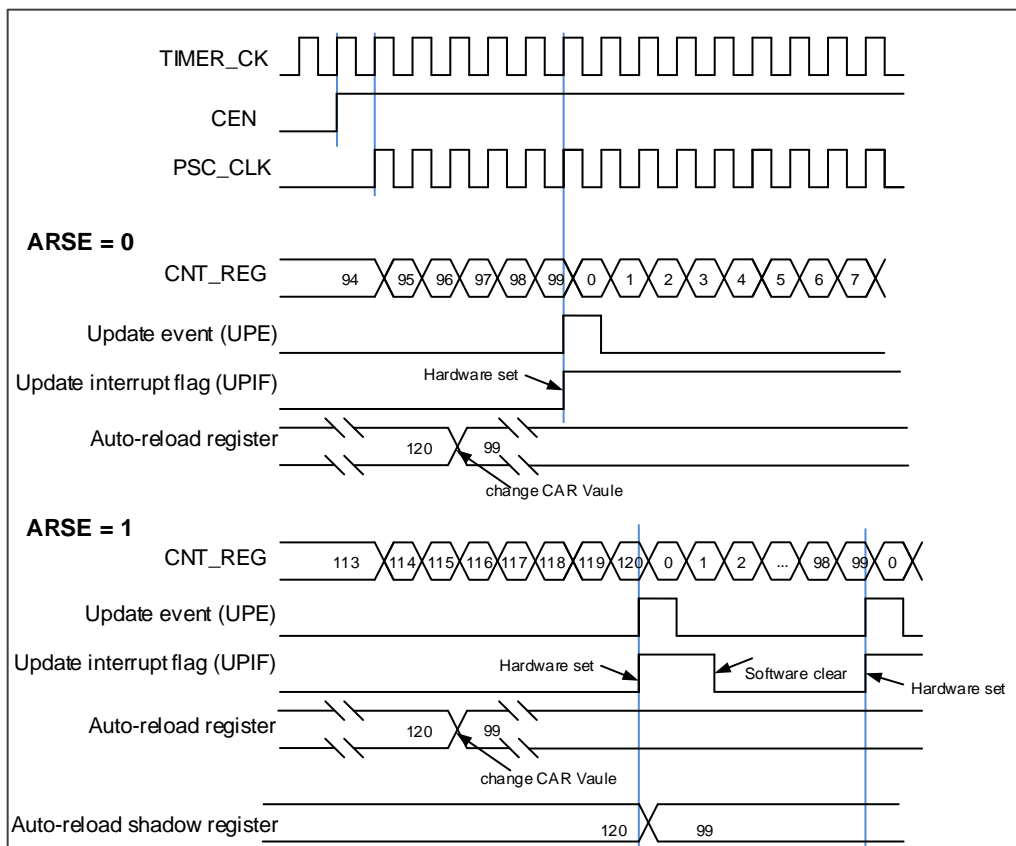 TIMER_CK
CEN
PSC_CLK
ARSE = 0
CNT_REG 94 95 96 97 98 99 0 1 2 3 4 5 6 7
Update event (UPE)
Update interrupt flag (UPIF) Hardware set
Auto-reload register 120 99
change CAR Vaule
ARSE = 1
CNT_REG 113 114 115 116 117 118 119 120 0 1 2 ... 98 99 0
Update event (UPE)
Update interrupt flag (UPIF) Hardware set Software clear Hardware set
Auto-reload register 120 99
change CAR Vaule
Auto-reload shadow register 120 99